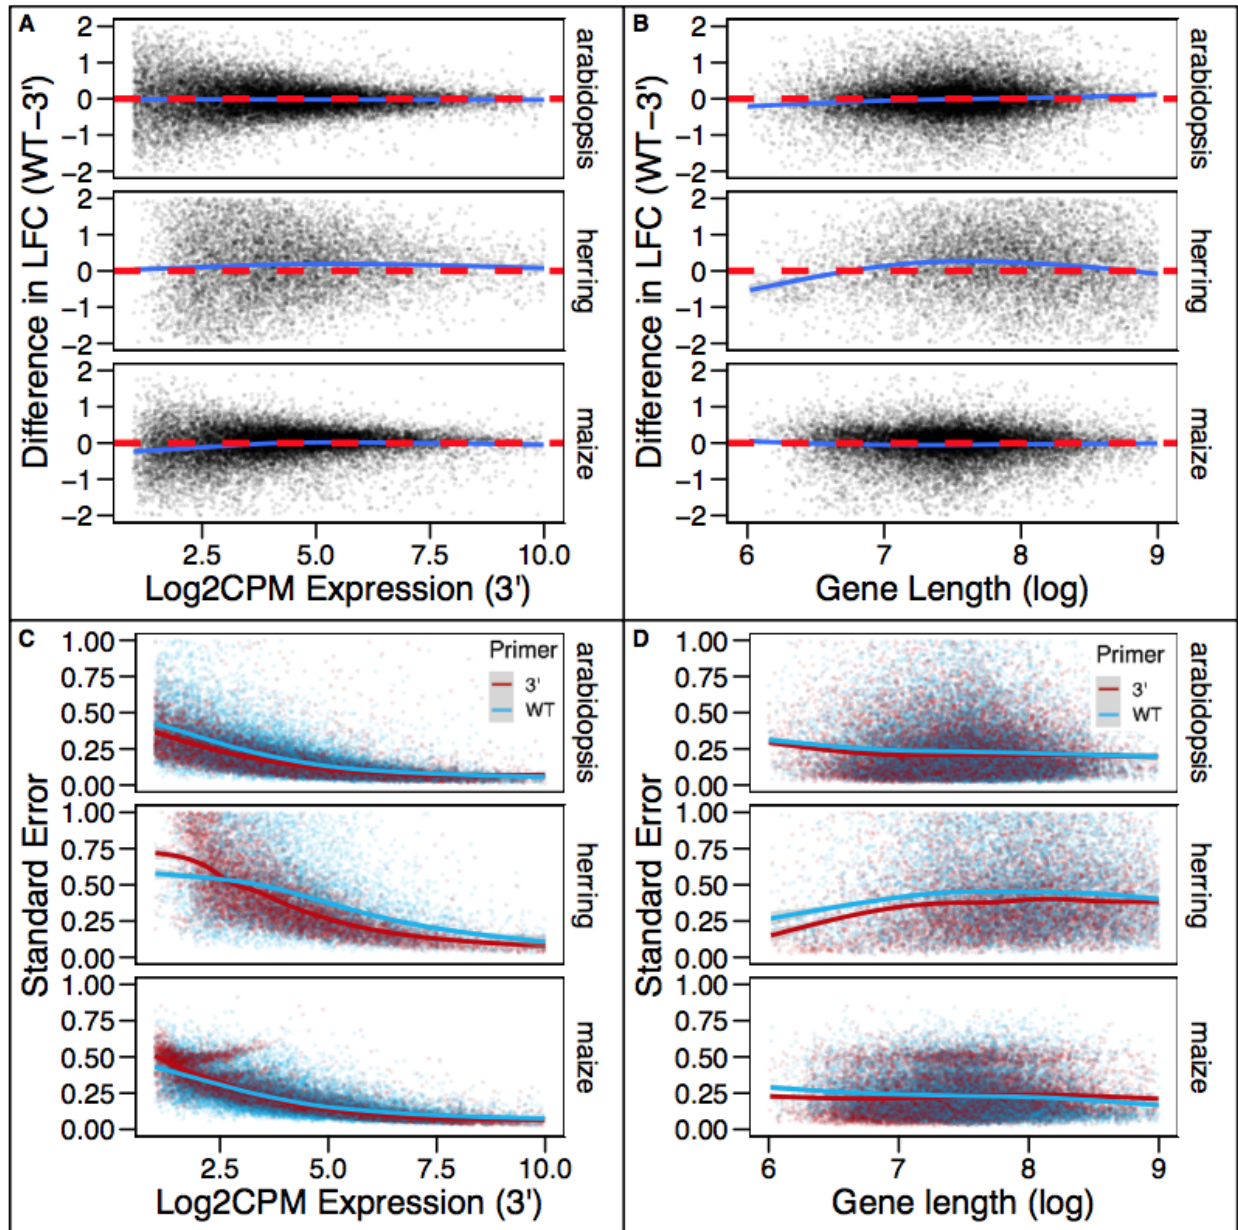 A
Difference in LFC (WT−3')
2
1
0
−1
−2
arabidopsis
2
1
0
−1
−2
herring
2
1
0
−1
−2
maize
2.5 5.0 7.5 10.0
Log2CPM Expression (3')
B
Difference in LFC (WT−3')
2
1
0
−1
−2
arabidopsis
2
1
0
−1
−2
herring
2
1
0
−1
−2
maize
6 7 8 9
Gene Length (log)
C
Standard Error
1.00
0.75
0.50
0.25
0.00
Primer
3'
WT
arabidopsis
1.00
0.75
0.50
0.25
0.00
herring
1.00
0.75
0.50
0.25
0.00
maize
2.5 5.0 7.5 10.0
Log2CPM Expression (3')
D
Standard Error
1.00
0.75
0.50
0.25
0.00
Primer
3'
WT
arabidopsis
1.00
0.75
0.50
0.25
0.00
herring
1.00
0.75
0.50
0.25
0.00
maize
6 7 8 9
Gene length (log)